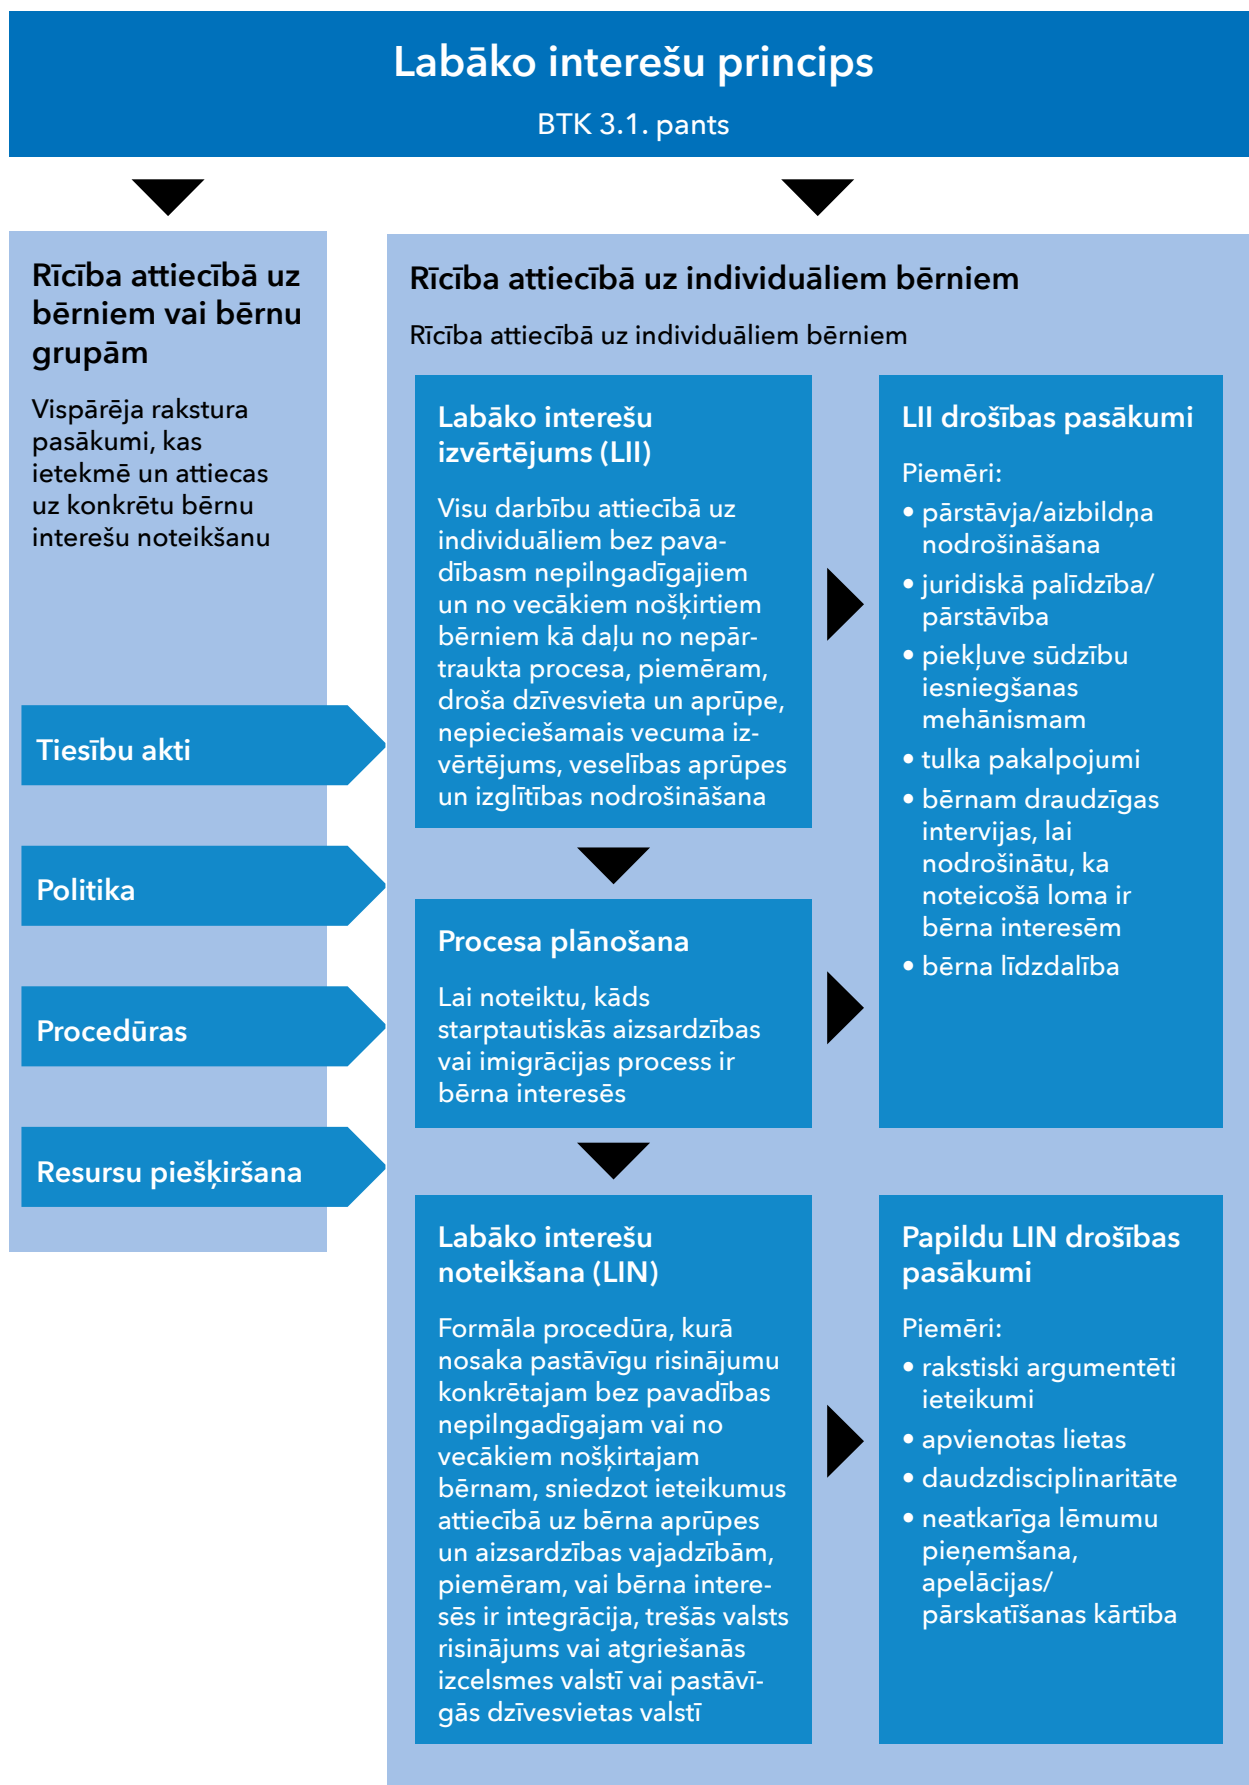 Labāko interešu princips
BTK 3.1. pants
Rīcība attiecībā uz
bērniem vai bērnu
grupām
Vispārēja rakstura
pasākumi, kas
ietekmē un attiecas
uz konkrētu bērnu
interešu noteikšanu
Tiesību akti
Politika
Procedūras
Resursu piešķiršana
Rīcība attiecībā uz individuāliem bērniem
Rīcība attiecībā uz individuāliem bērniem
Labāko interešu
izvērtējums (LII)
Visu darbību attiecībā uz
individuāliem bez pava-
dībasm nepilngadīgajiem
un no vecākiem nošķirtiem
bērniem kā daļu no nepār-
traukta procesa, piemēram,
droša dzīvesvieta un aprūpe,
nepieciešamais vecuma iz-
vērtējums, veselības aprūpes
un izglītības nodrošināšana
LII drošības pasākumi
Piemēri:
• pārstāvja/aizbildņa
nodrošināšana
• juridiskā palīdzība/
pārstāvība
• piekļuve sūdzību
iesniegšanas
mehānismam
• tulka pakalpojumi
• bērnam draudzīgas
intervijas, lai
nodrošinātu, ka
noteicošā loma ir
bērna interesēm
• bērna līdzdalība
Procesa plānošana
Lai noteiktu, kāds
starptautiskās aizsardzības
vai imigrācijas process ir
bērna interesēs
Labāko interešu
noteikšana (LIN)
Formāla procedūra, kurā
nosaka pastāvīgu risinājumu
konkrētajam bez pavadības
nepilngadīgajam vai no
vecākiem nošķirtajam
bērnam, sniedzot ieteikumus
attiecībā uz bērna aprūpes
un aizsardzības vajadzībām,
piemēram, vai bērna intere-
sēs ir integrācija, trešās valsts
risinājums vai atgriešanās
izcelsmes valstī vai pastāvī-
gās dzīvesvietas valstī
Papildu LIN drošības
pasākumi
Piemēri:
• rakstiski argumentēti
ieteikumi
• apvienotas lietas
• daudzdisciplinaritāte
• neatkarīga lēmumu
pieņemšana,
apelācijas/
pārskatīšanas kārtība